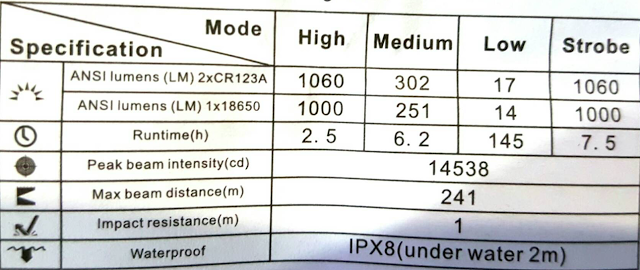 Specification Mode High Medium Low Strobe
ANSI lumens (LM) 2xCR123A 1060 302 17 1060
ANSI lumens (LM) 1x18650 1000 251 14 1000
Runtime(h) 2.5 6.2 145 7.5
Peak beam intensity(cd) 14538
Max beam distance(m) 241
Impact resistance(m) 1
Waterproof IPX8(under water 2m)